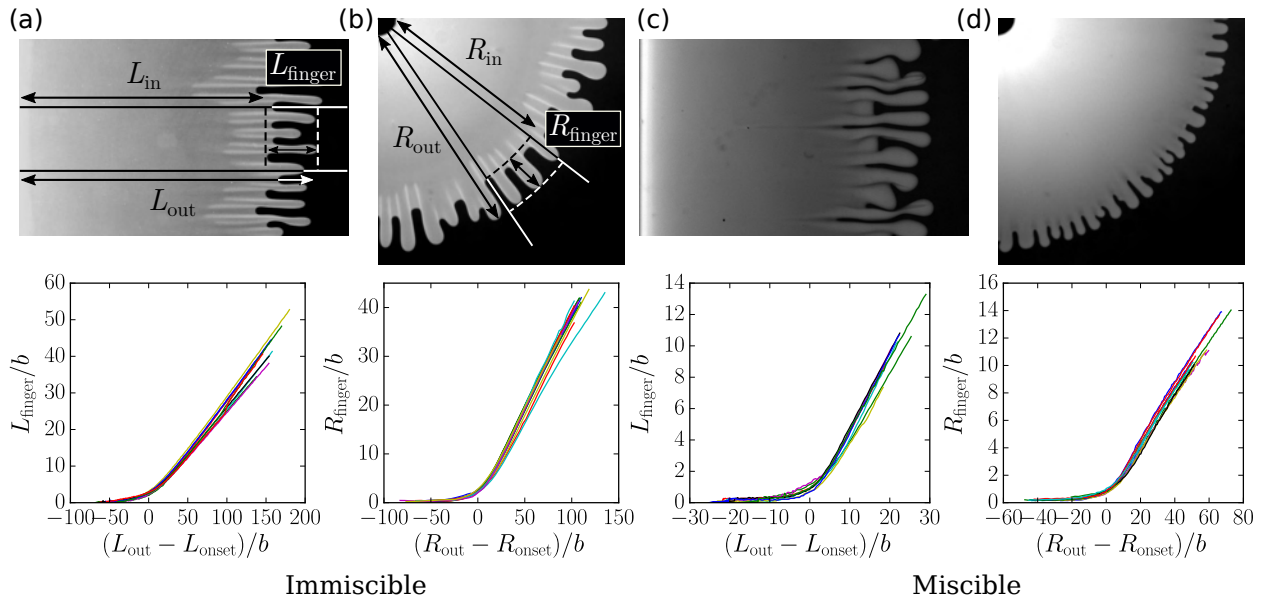 (a) (b) (c) (d)
L_in
L_finger
L_out
R_in
R_finger
R_out
60
50
40
30
20
10
0
L_finger/b
−100 −50 0 50 100 150 200
(L_out − L_onset)/b
40
30
20
10
0
R_finger/b
−100 −50 0 50 100 150
(R_out − R_onset)/b
14
12
10
8
6
4
2
0
L_finger/b
−30 −20 −10 0 10 20 30
(L_out − L_onset)/b
16
14
12
10
8
6
4
2
0
R_finger/b
−60 −40 −20 0 20 40 60 80
(R_out − R_onset)/b
Immiscible Miscible